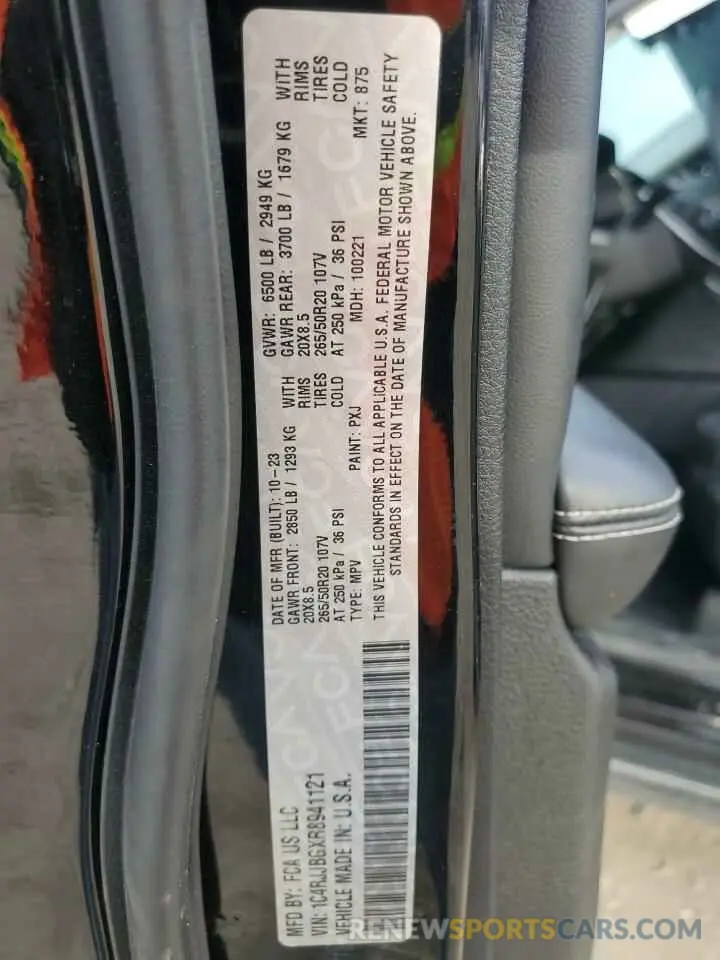 MFD BY: FCA US LLC
DATE OF MFR (BUILT): 10-23
GVWR: 6500 LB / 2949 KG
GAWR FRONT: 2850 LB / 1293 KG WITH
GAWR REAR: 3700 LB / 1679 KG WITH
20X8.5 RIMS
20X8.5 RIMS
265/50R20 107V TIRES
265/50R20 107V TIRES
AT 250 kPa / 36 PSI COLD
AT 250 kPa / 36 PSI COLD
VIN: 1C4RJJBGXR8941121
TYPE: MPV
PAINT: PXJ
MDH: 100221
MKT: 875
VEHICLE MADE IN: U.S.A.
THIS VEHICLE CONFORMS TO ALL APPLICABLE U.S.A. FEDERAL MOTOR VEHICLE SAFETY
STANDARDS IN EFFECT ON THE DATE OF MANUFACTURE SHOWN ABOVE.
RENEWSPORTSCAR.COM